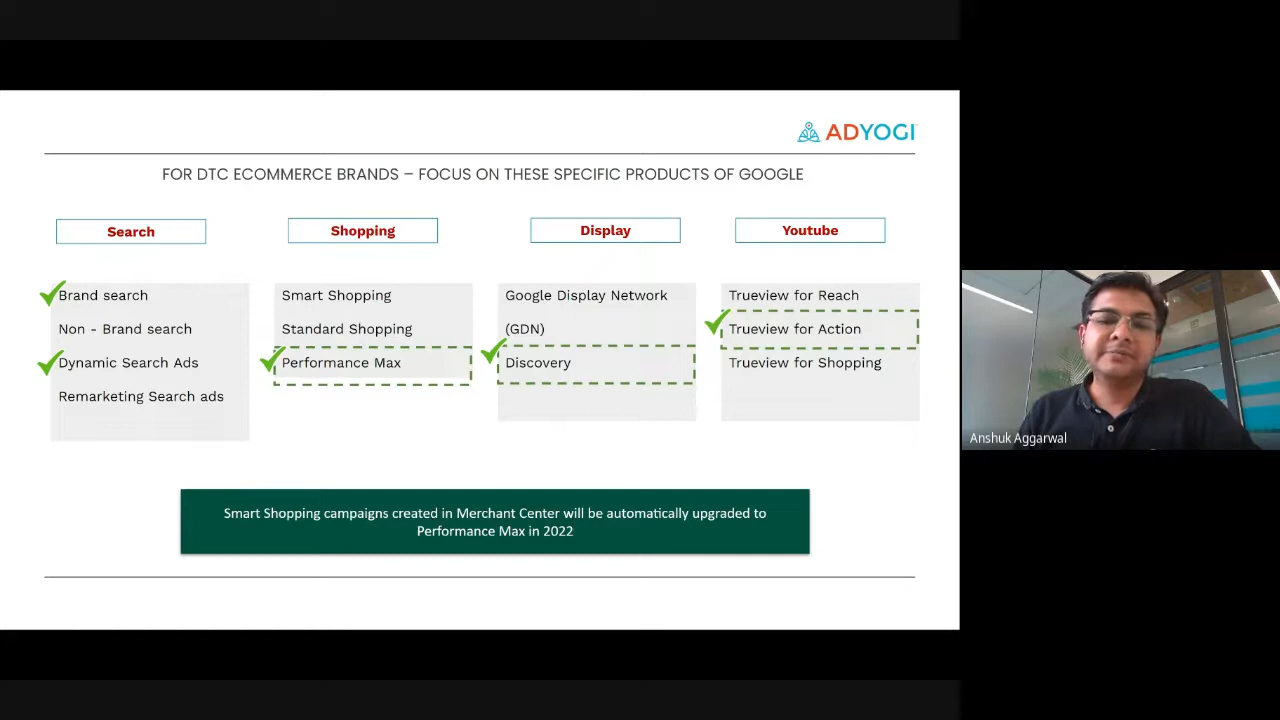 ADYOGI
FOR DTC ECOMMERCE BRANDS – FOCUS ON THESE SPECIFIC PRODUCTS OF GOOGLE
Search
Shopping
Display
Youtube
Brand search
Non - Brand search
Dynamic Search Ads
Remarketing Search ads
Smart Shopping
Standard Shopping
Performance Max
Google Display Network
(GDN)
Discovery
Trueview for Reach
Trueview for Action
Trueview for Shopping
Smart Shopping campaigns created in Merchant Center will be automatically upgraded to
Performance Max in 2022
Anshuk Aggarwal